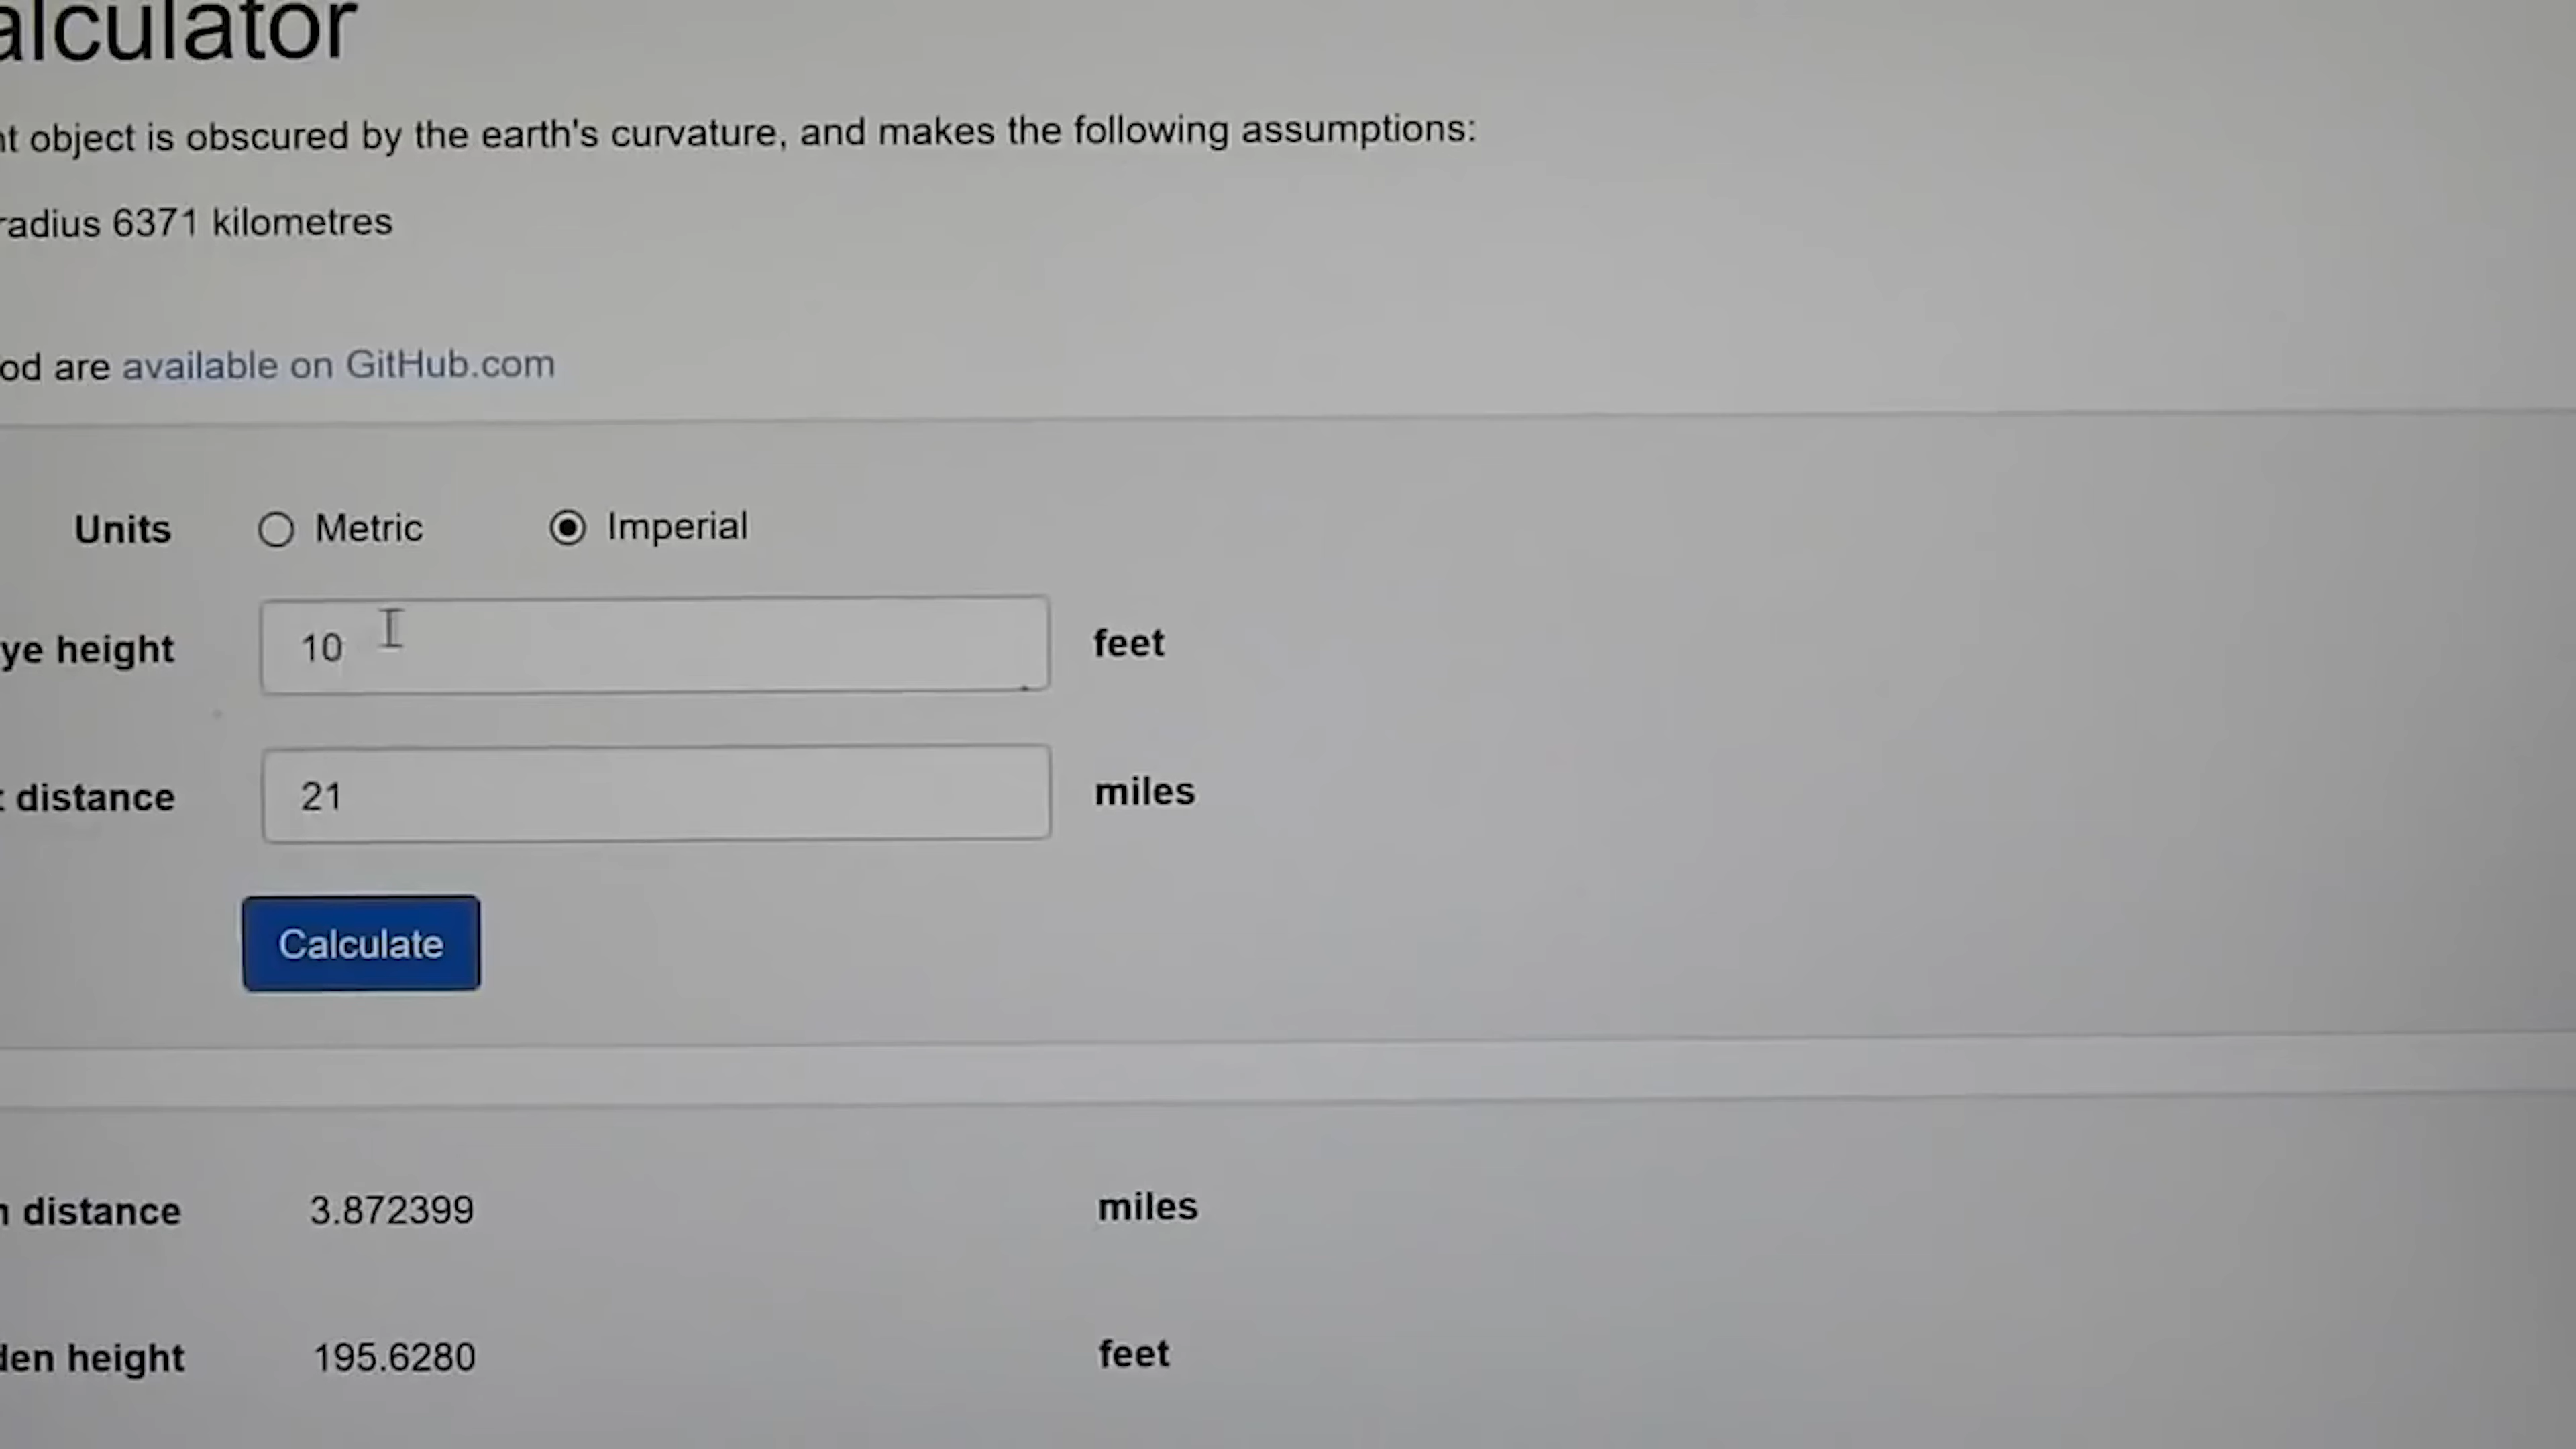 alculator
nt object is obscured by the earth's curvature, and makes the following assumptions:
radius 6371 kilometres
od are available on GitHub.com
Units Metric Imperial
ye height 10 feet
t distance 21 miles
Calculate
n distance 3.872399 miles
den height 195.6280 feet